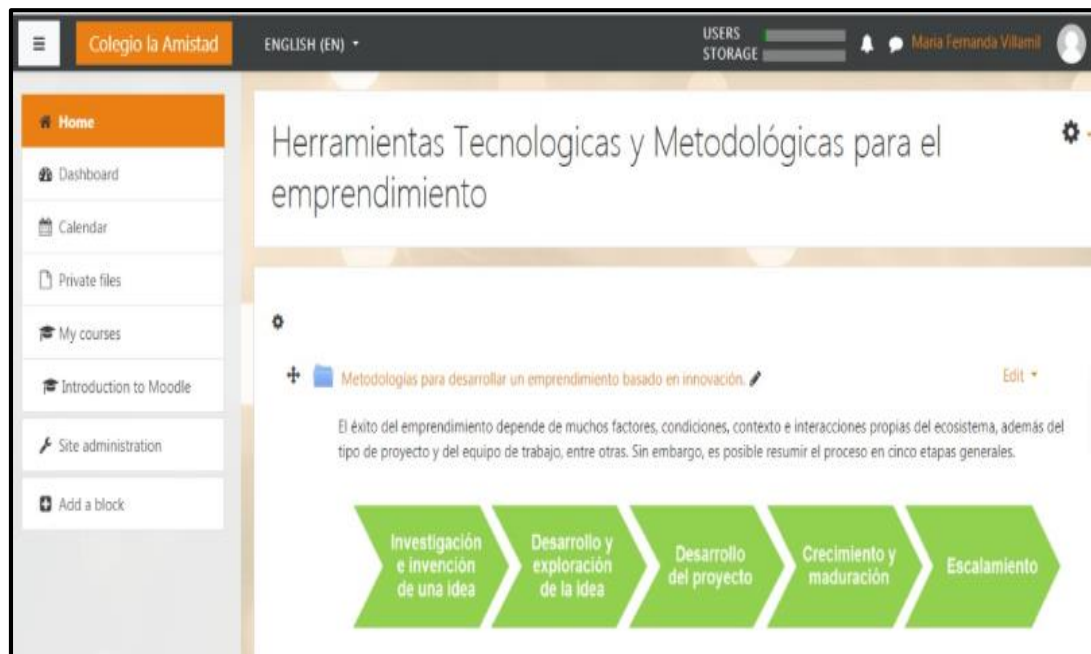 Colegio la Amistad
ENGLISH (EN)
USERS
STORAGE
Maria Fernanda Villamil
Home
Dashboard
Calendar
Private files
My courses
Introduction to Moodle
Site administration
Add a block
Herramientas Tecnologicas y Metodológicas para el
emprendimiento
Metodologías para desarrollar un emprendimiento basado en innovación.
Edit
El éxito del emprendimiento depende de muchos factores, condiciones, contexto e interacciones propias del ecosistema, además del
tipo de proyecto y del equipo de trabajo, entre otras. Sin embargo, es posible resumir el proceso en cinco etapas generales.
Investigación
e invención
de una idea
Desarrollo y
exploración
de la idea
Desarrollo
del proyecto
Crecimiento y
maduración
Escalamiento